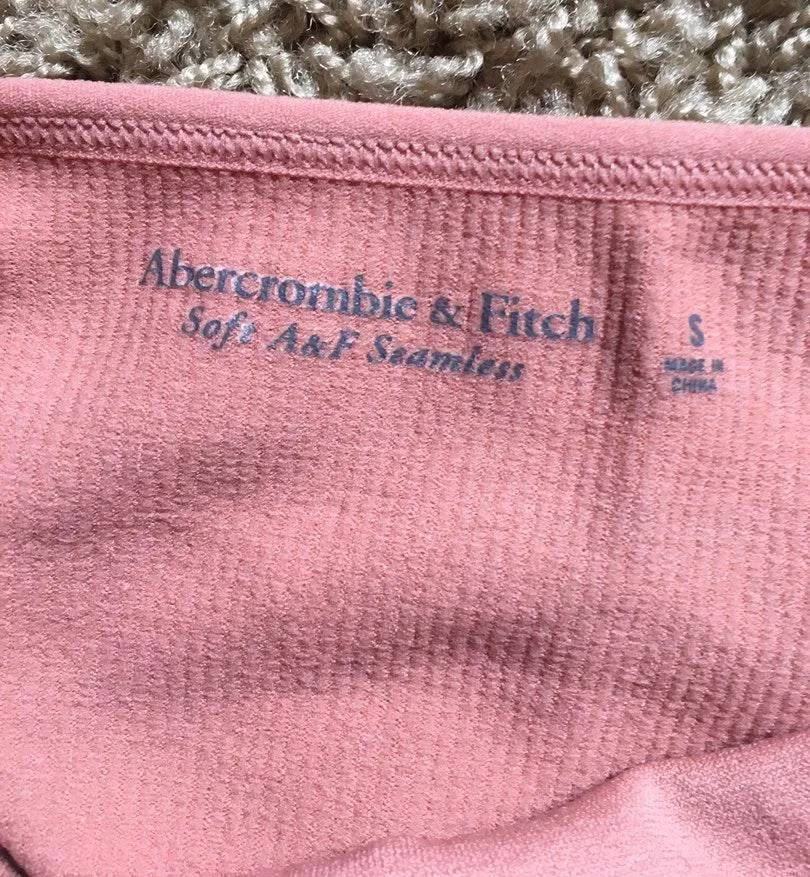 Abercrombie & Fitch
Soft A&F Seamless
S
MADE IN
CHINA